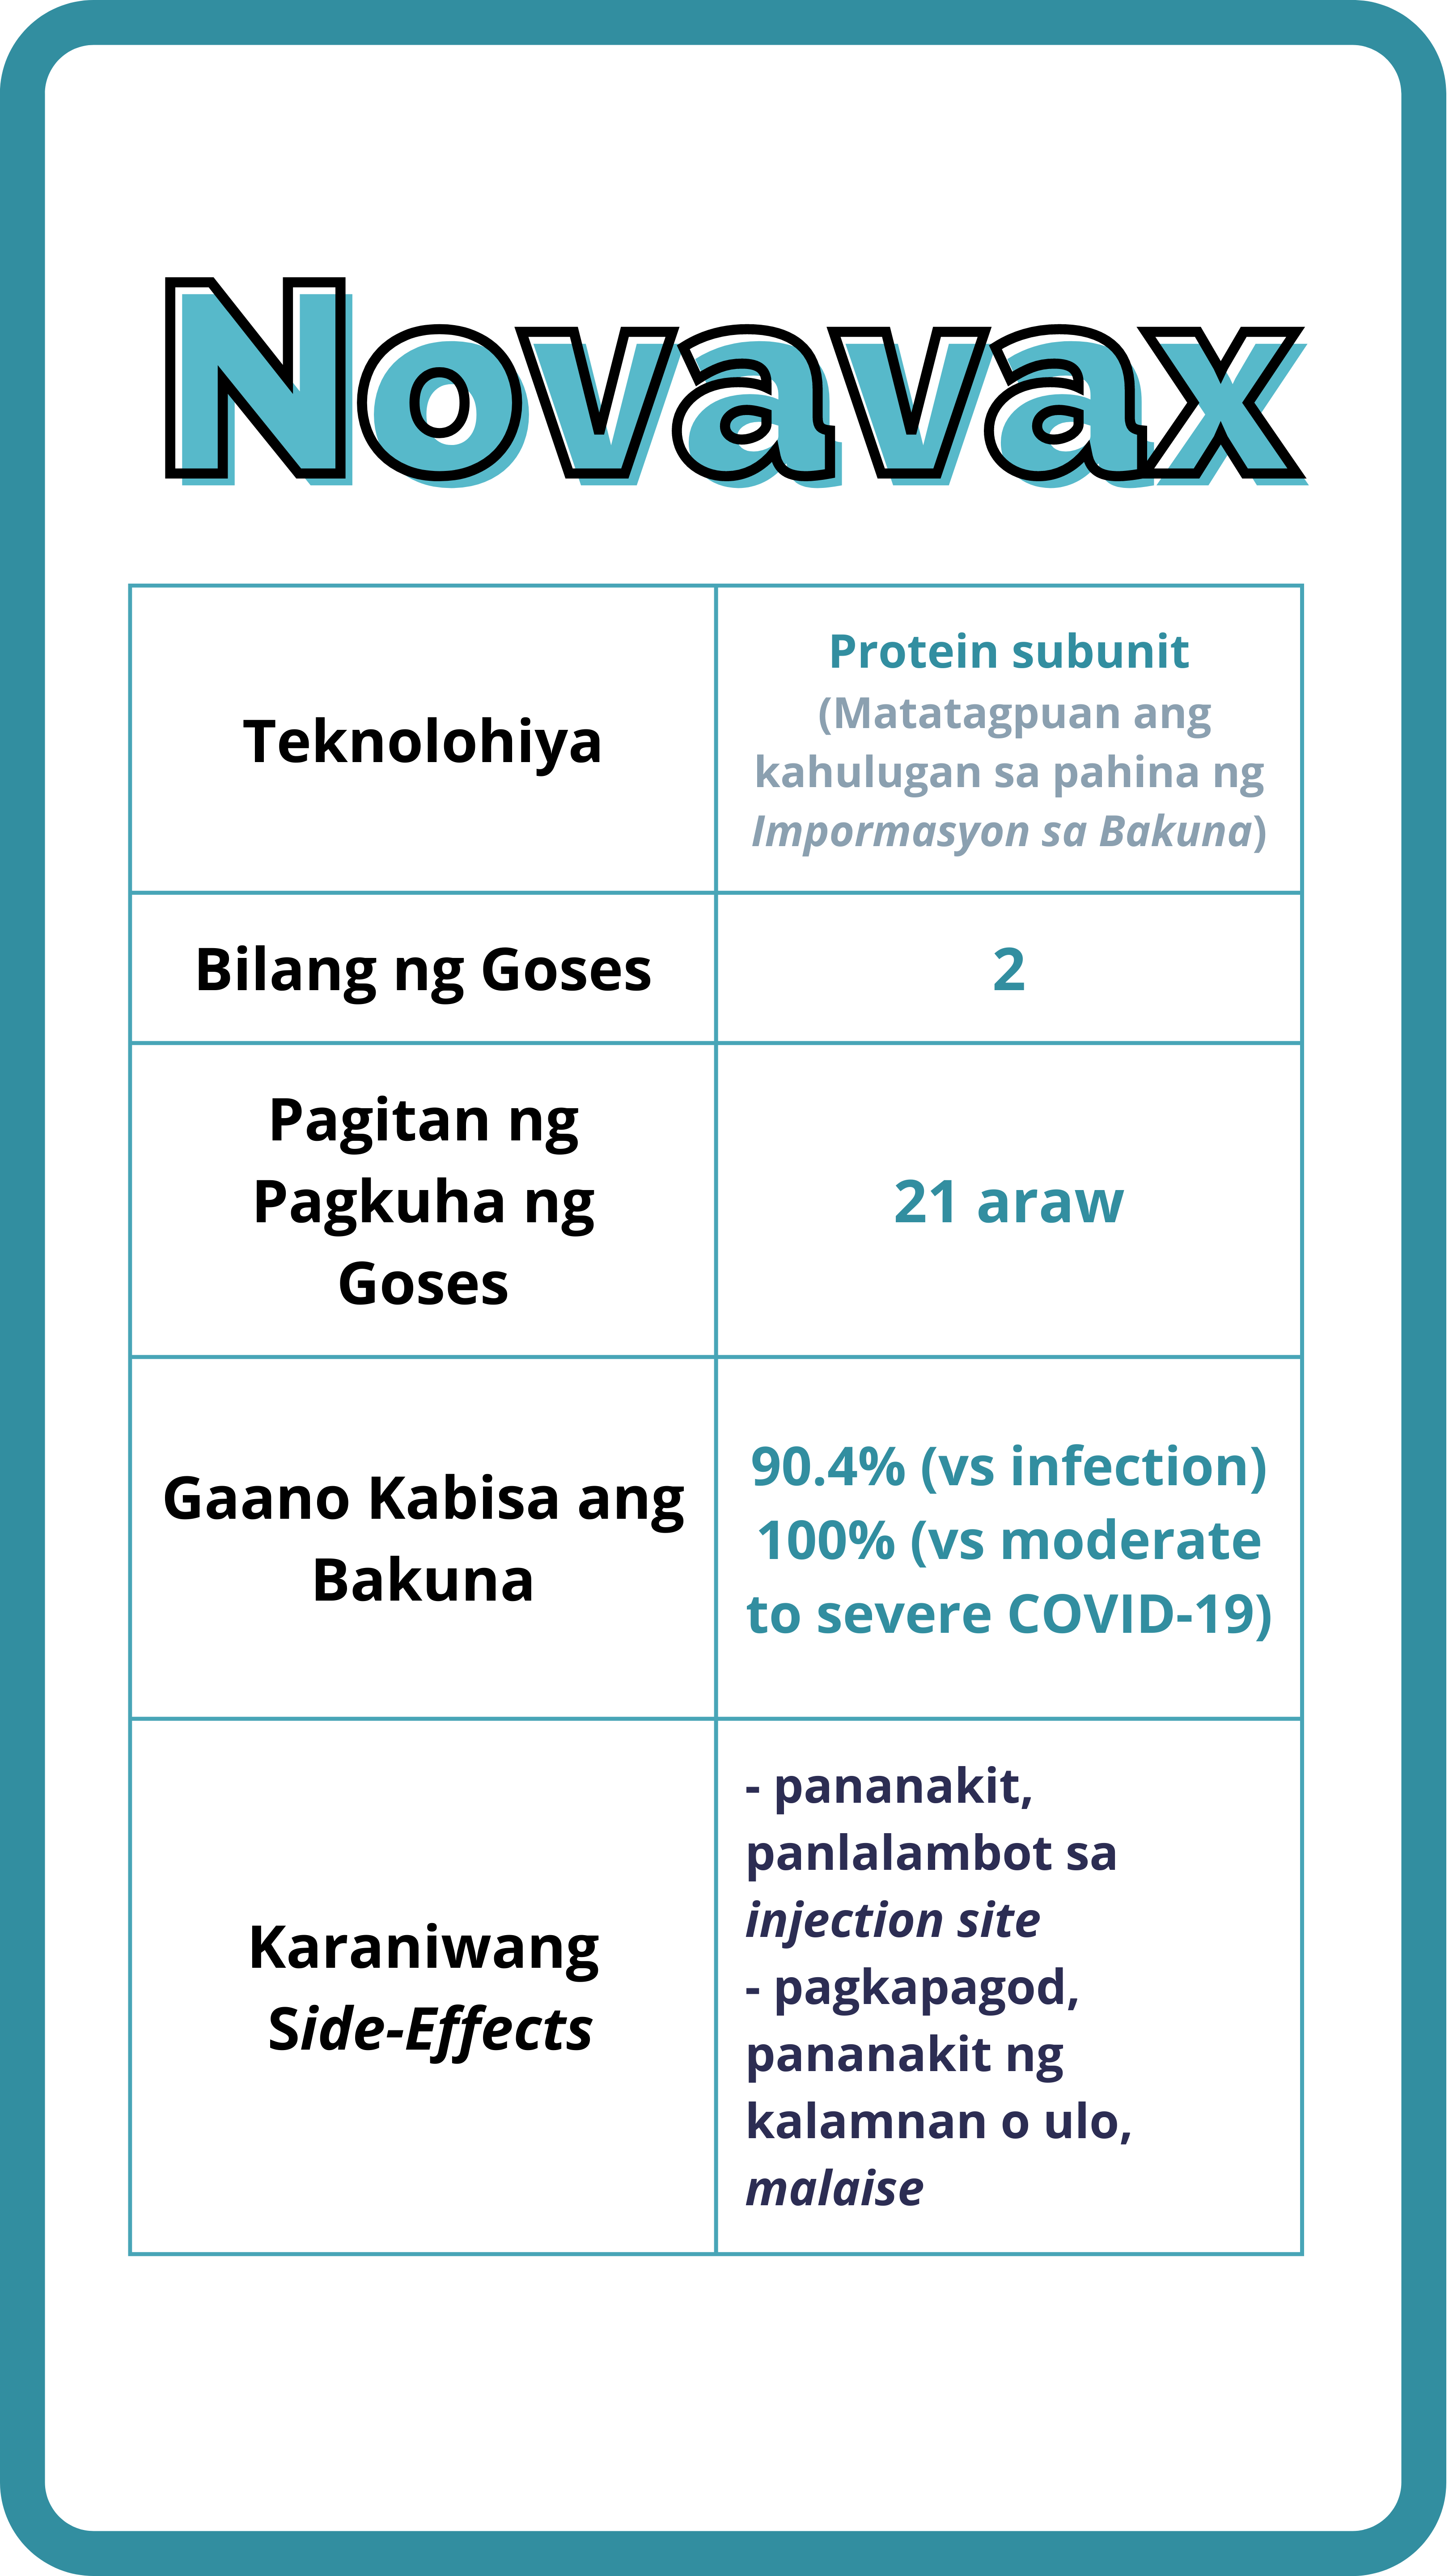 Novavax
Teknolohiya
Protein subunit
(Matatagpuan ang
kahulugan sa pahina ng
Impormasyon sa Bakuna)
Bilang ng Goses
2
Pagitan ng
Pagkuha ng
Goses
21 araw
Gaano Kabisa ang
Bakuna
90.4% (vs infection)
100% (vs moderate
to severe COVID-19)
Karaniwang
Side-Effects
- pananakit,
panlalambot sa
injection site
- pagkapagod,
pananakit ng
kalamnan o ulo,
malaise